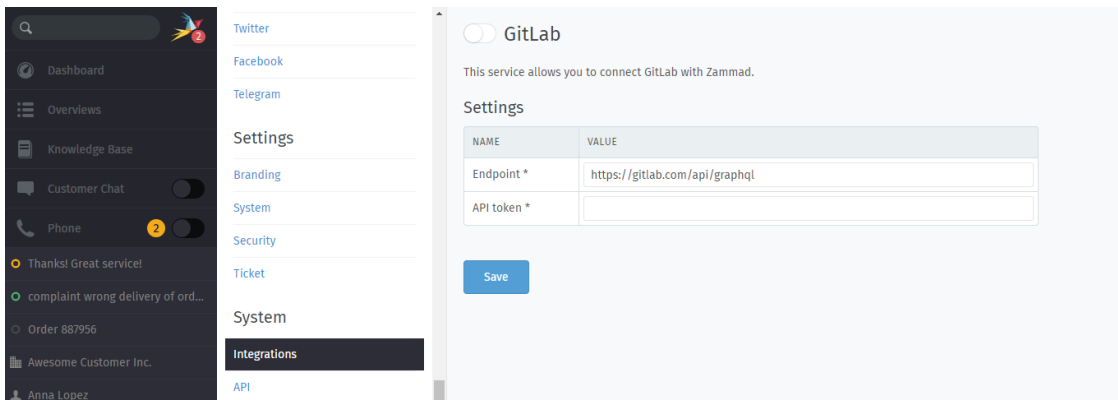 2
Dashboard
Overviews
Knowledge Base
Customer Chat
Phone 2
Thanks! Great service!
complaint wrong delivery of ord...
Order 887956
Awesome Customer Inc.
Anna Lopez
Twitter
Facebook
Telegram
Settings
Branding
System
Security
Ticket
System
Integrations
API
GitLab
This service allows you to connect GitLab with Zammad.
Settings
NAME VALUE
Endpoint * https://gitlab.com/api/graphql
API token *
Save